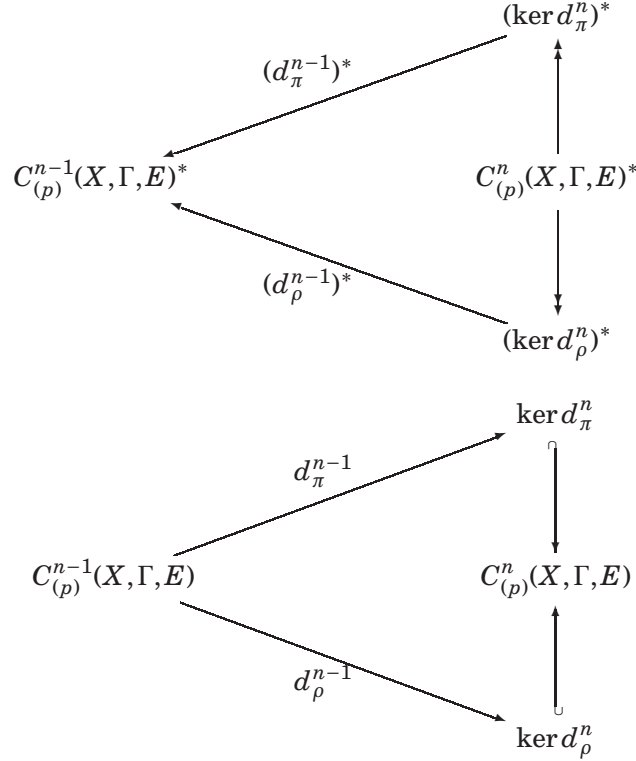 (ker d_π^n)^*
(d_π^{n-1})^*
C_{(p)}^{n-1}(X,Γ,E)^* C_{(p)}^n(X,Γ,E)^*
(d_ρ^{n-1})^*
(ker d_ρ^n)^*
ker d_π^n
d_π^{n-1}
C_{(p)}^{n-1}(X,Γ,E) C_{(p)}^n(X,Γ,E)
d_ρ^{n-1}
ker d_ρ^n